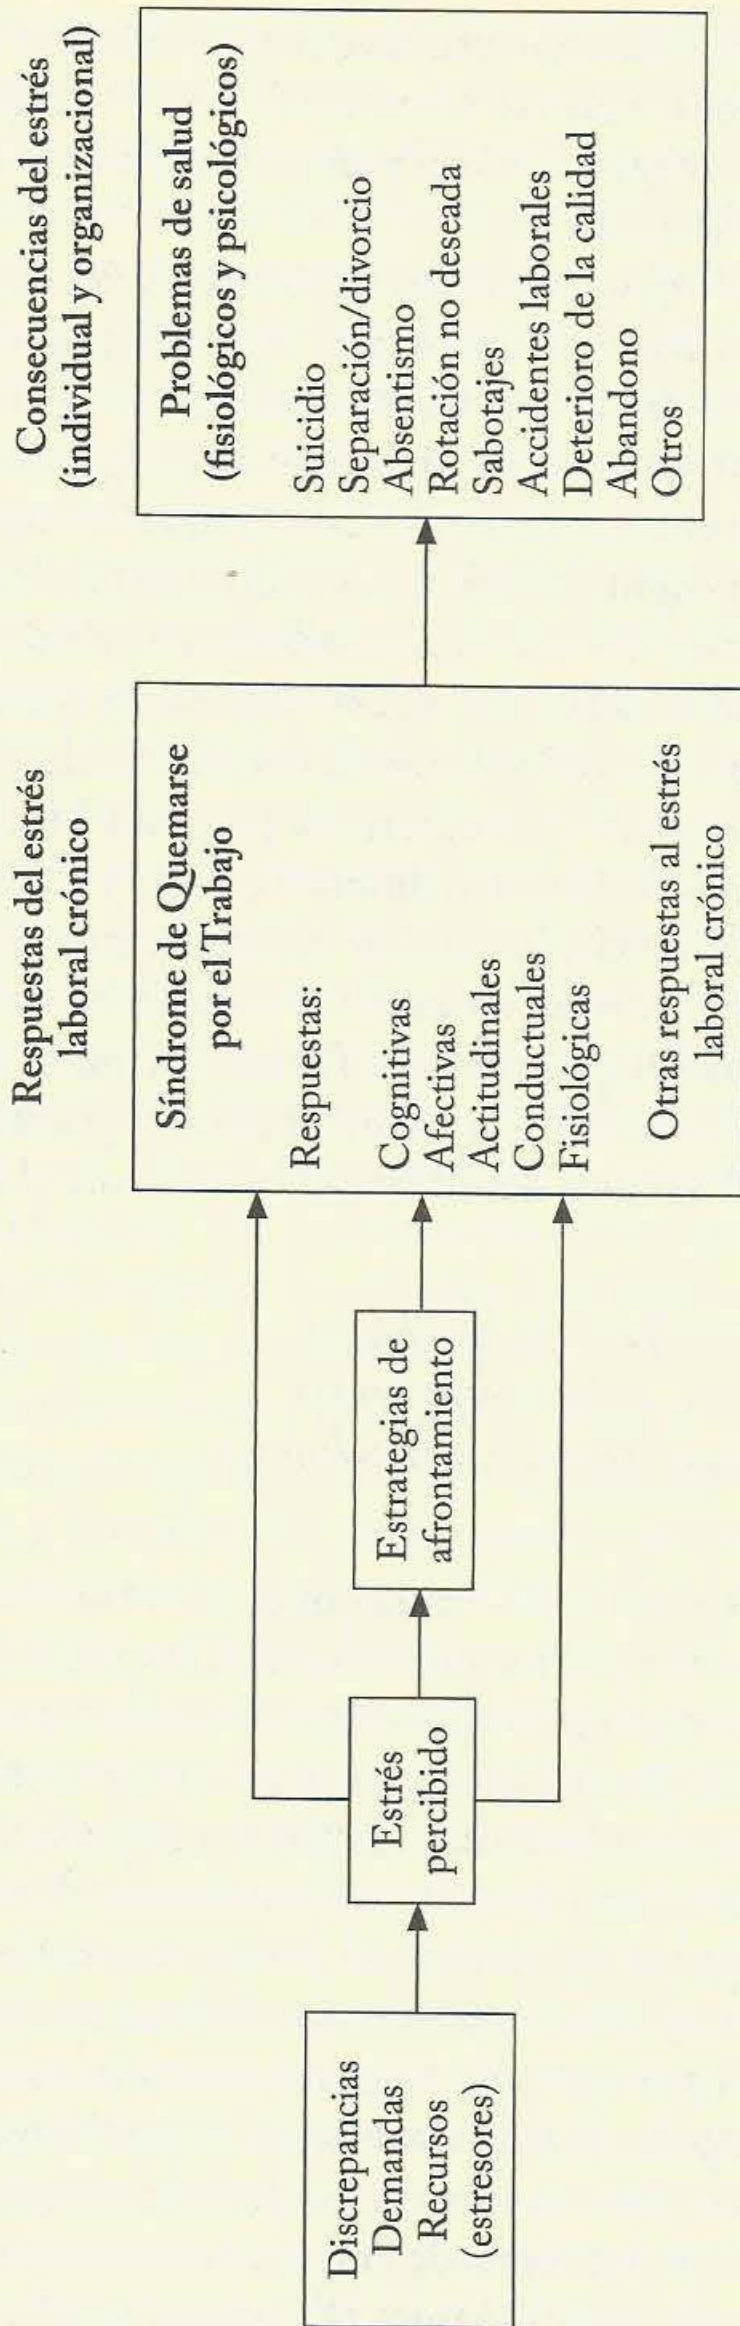 Discrepancias
Demandas
Recursos
(estresores)
Estrés
percibido
Estrategias de
afrontamiento
Respuestas del estrés
laboral crónico
Síndrome de Quemarse
por el Trabajo
Respuestas:
Cognitivas
Afectivas
Actitudinales
Conductuales
Fisiológicas
Otras respuestas al estrés
laboral crónico
Consecuencias del estrés
(individual y organizacional)
Problemas de salud
(fisiológicos y psicológicos)
Suicidio
Separación/divorcio
Absentismo
Rotación no deseada
Sabotajes
Accidentes laborales
Deterioro de la calidad
Abandono
Otros